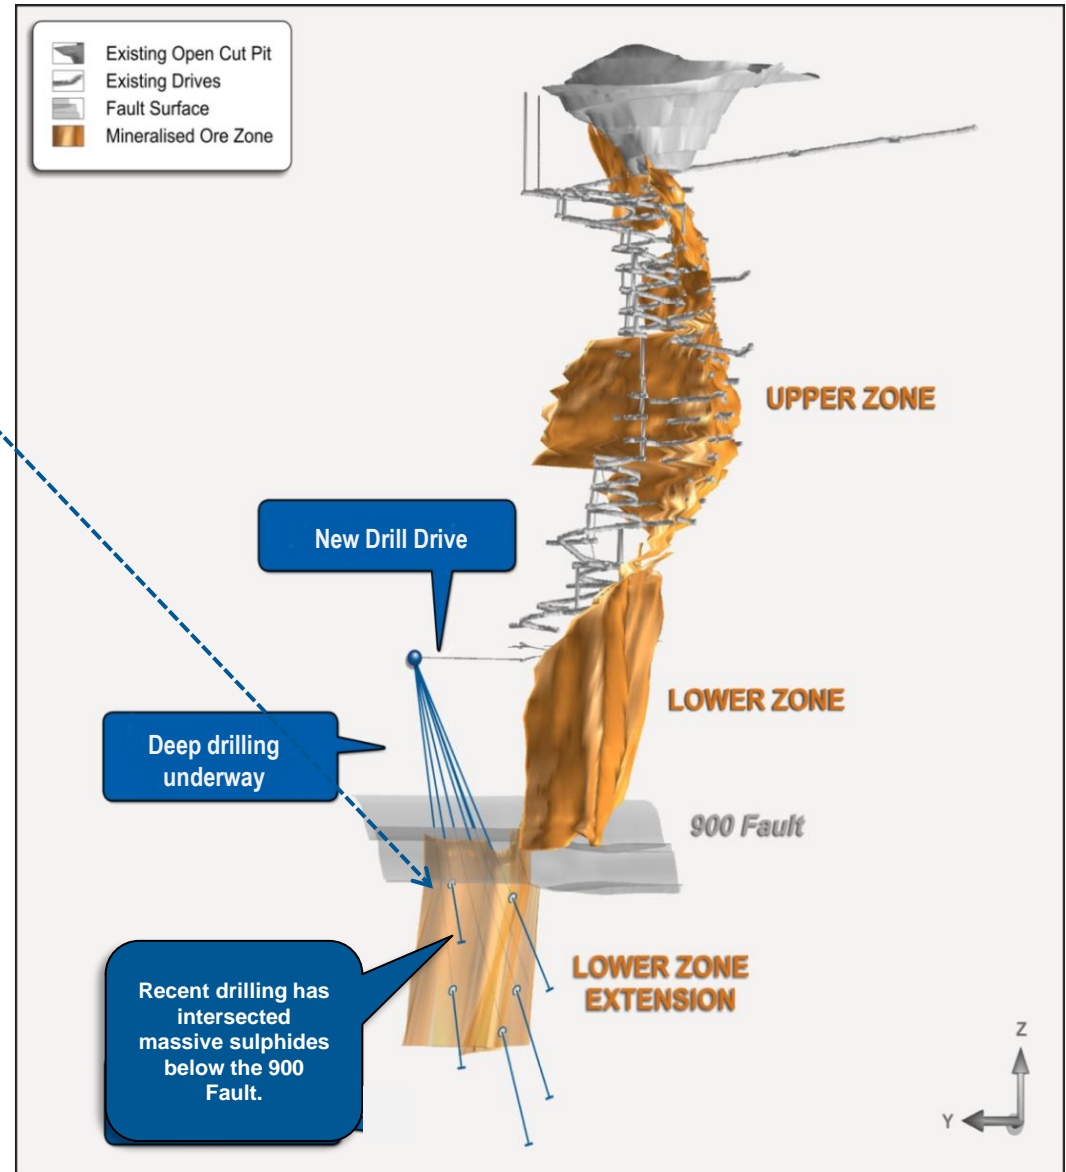 Existing Open Cut Pit
Existing Drives
Fault Surface
Mineralised Ore Zone
UPPER ZONE
New Drill Drive
LOWER ZONE
Deep drilling
underway
900 Fault
LOWER ZONE
EXTENSION
Recent drilling has
intersected
massive sulphides
below the 900
Fault.
Z
Y